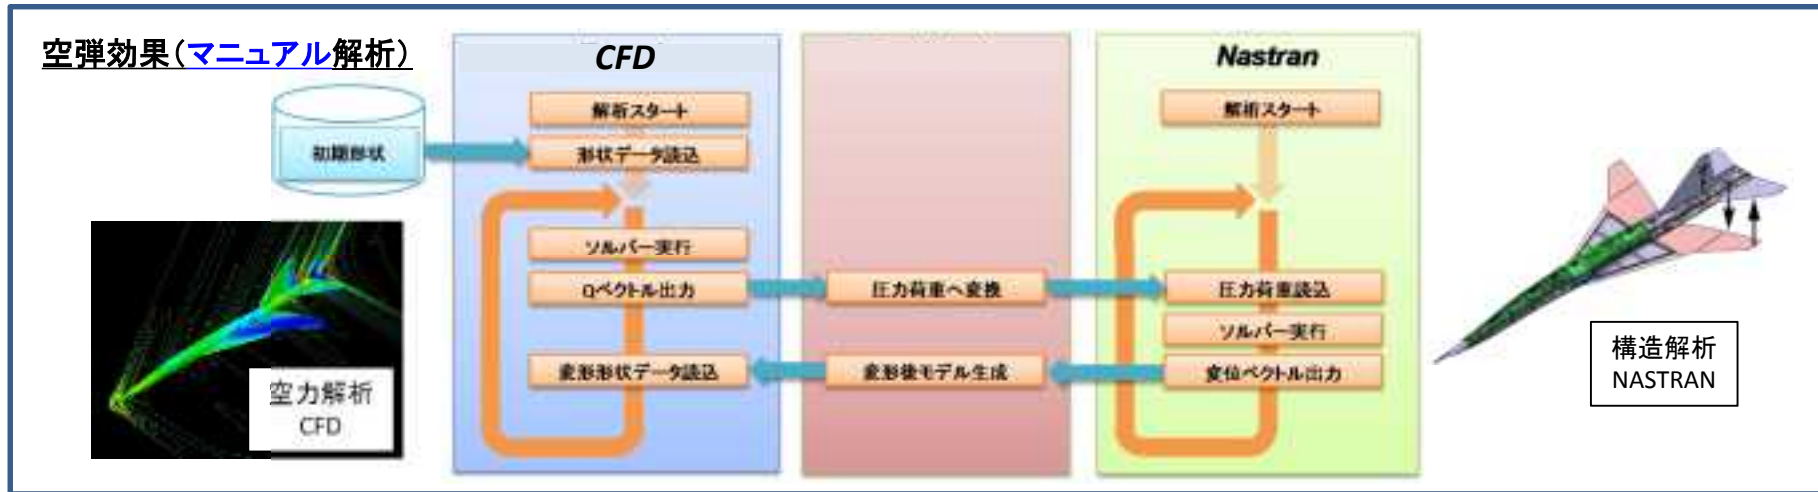 空弾効果(マニュアル解析)
初期形状
空力解析
CFD
CFD
解析スタート
形状データ読込
ソルバー実行
Qベクトル出力
変形形状データ読込
圧力荷重へ変換
変形後モデル生成
Nastran
解析スタート
圧力荷重読込
ソルバー実行
変位ベクトル出力
構造解析
NASTRAN